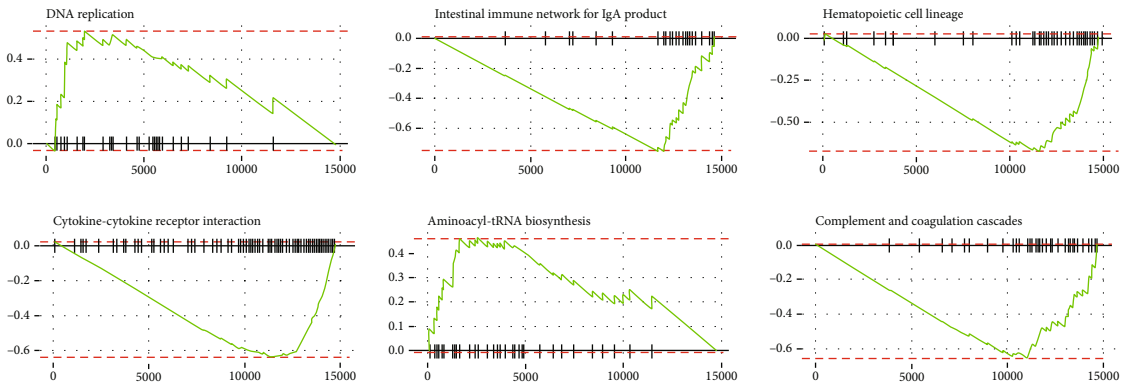 DNA replication
0.4
0.2
0.0
0 5000 10000 15000
Intestinal immune network for IgA product
0.0
−0.3
−0.6
0 5000 10000 15000
Hematopoietic cell lineage
0.00
−0.25
−0.50
0 5000 10000 15000
Cytokine-cytokine receptor interaction
0.0
−0.2
−0.4
−0.6
0 5000 10000 15000
Aminoacyl-tRNA biosynthesis
0.4
0.3
0.2
0.1
0.0
0 5000 10000 15000
Complement and coagulation cascades
0.0
−0.2
−0.4
−0.6
0 5000 10000 15000